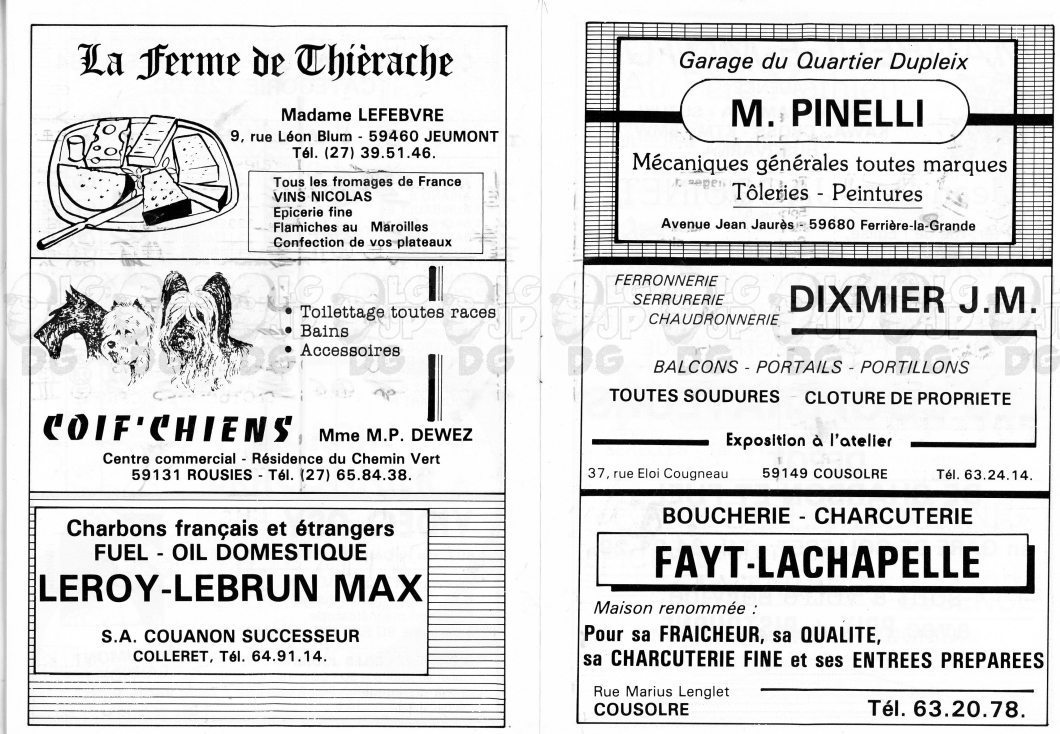 La Ferme de Thièrache
Madame LEFEBVRE
9, rue Léon Blum - 59460 JEUMONT
Tél. (27) 39.51.46.
Tous les fromages de France
VINS NICOLAS
Epicerie fine
Flamiches au Maroilles
Confection de vos plateaux
• Toilettage toutes races
• Bains
• Accessoires
COIF'CHIENS
Mme M.P. DEWEZ
Centre commercial - Résidence du Chemin Vert
59131 ROUSIES - Tél. (27) 65.84.38.
Charbons français et étrangers
FUEL - OIL DOMESTIQUE
LEROY-LEBRUN MAX
S.A. COUANON SUCCESSEUR
COLLERET, Tél. 64.91.14.
Garage du Quartier Dupleix
M. PINELLI
Mécaniques générales toutes marques
Tôleries - Peintures
Avenue Jean Jaurès - 59680 Ferrière-la-Grande
FERRONNERIE
SERRURERIE
CHAUDRONNERIE
DIXMIER J.M.
BALCONS - PORTAILS - PORTILLONS
TOUTES SOUDURES - CLOTURE DE PROPRIETE
Exposition à l'atelier
37, rue Eloi Cougneau 59149 COUSOLRE Tél. 63.24.14.
BOUCHERIE - CHARCUTERIE
FAYT-LACHAPELLE
Maison renommée :
Pour sa FRAICHEUR, sa QUALITE,
sa CHARCUTERIE FINE et ses ENTREES PREPAREES
Rue Marius Lenglet
COUSOLRE
Tél. 63.20.78.